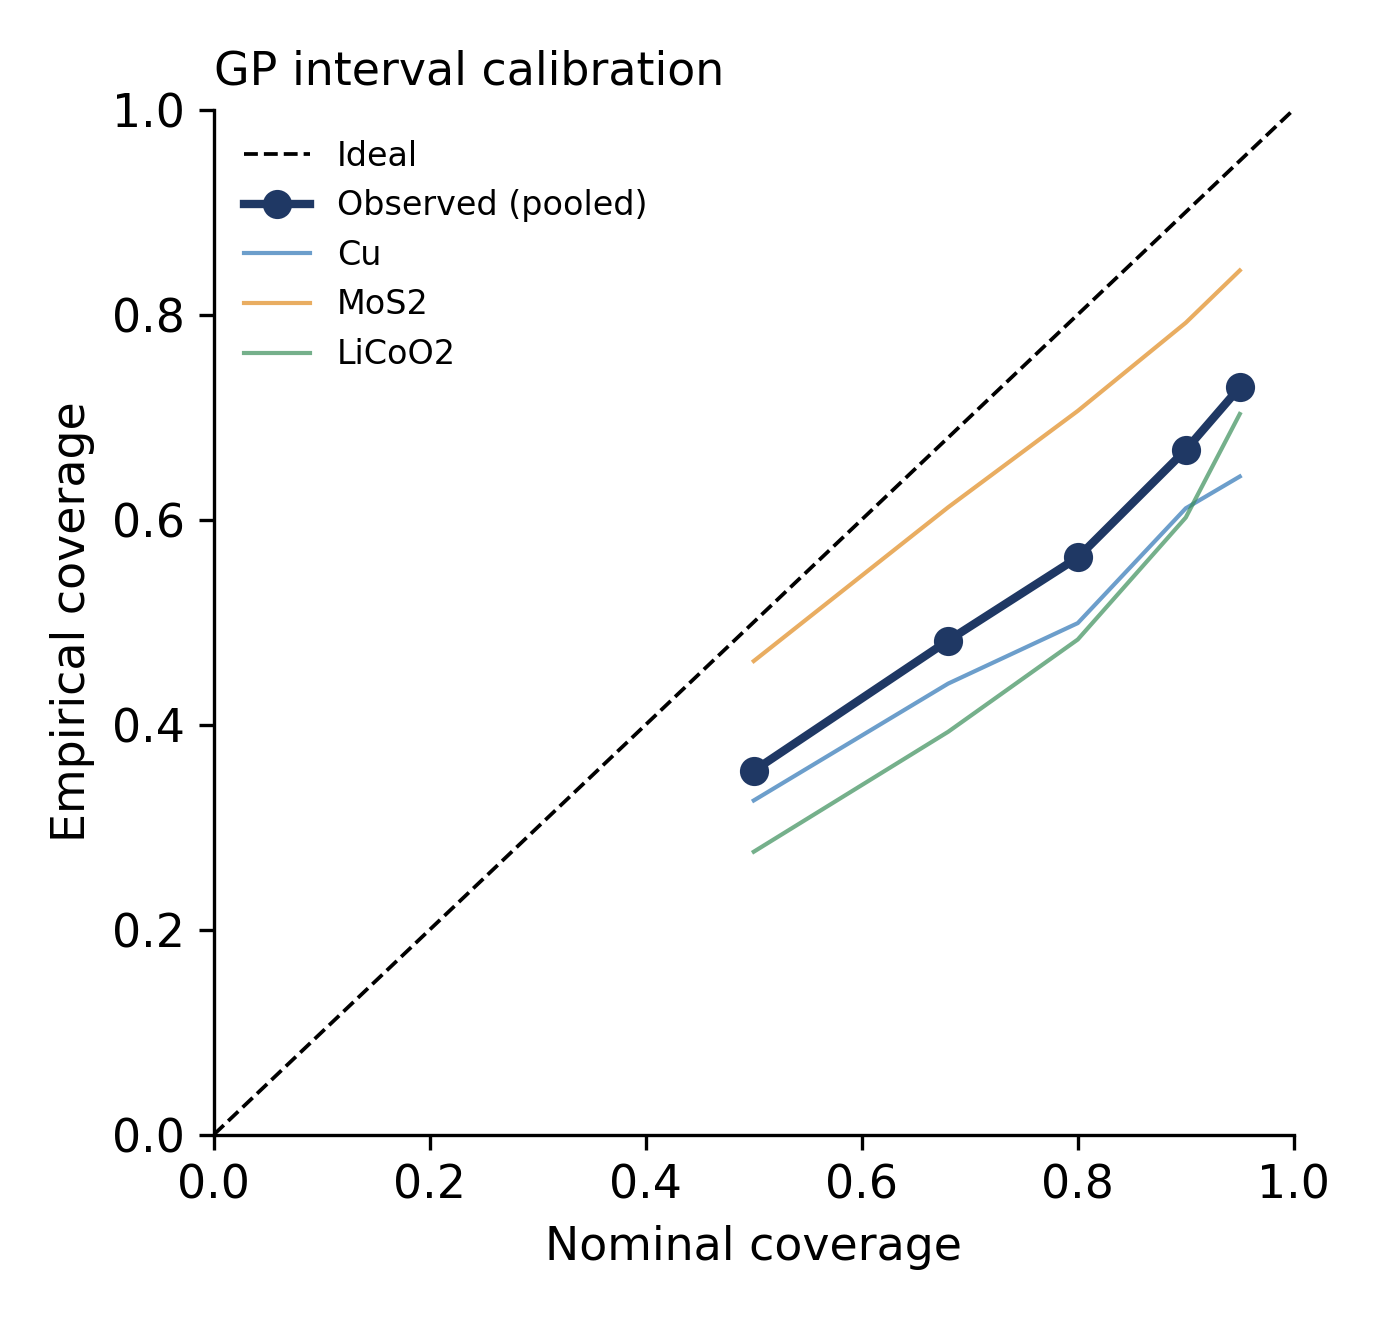 GP interval calibration
1.0
0.8
0.6
0.4
0.2
0.0
Empirical coverage
Ideal
Observed (pooled)
Cu
MoS2
LiCoO2
0.0 0.2 0.4 0.6 0.8 1.0
Nominal coverage